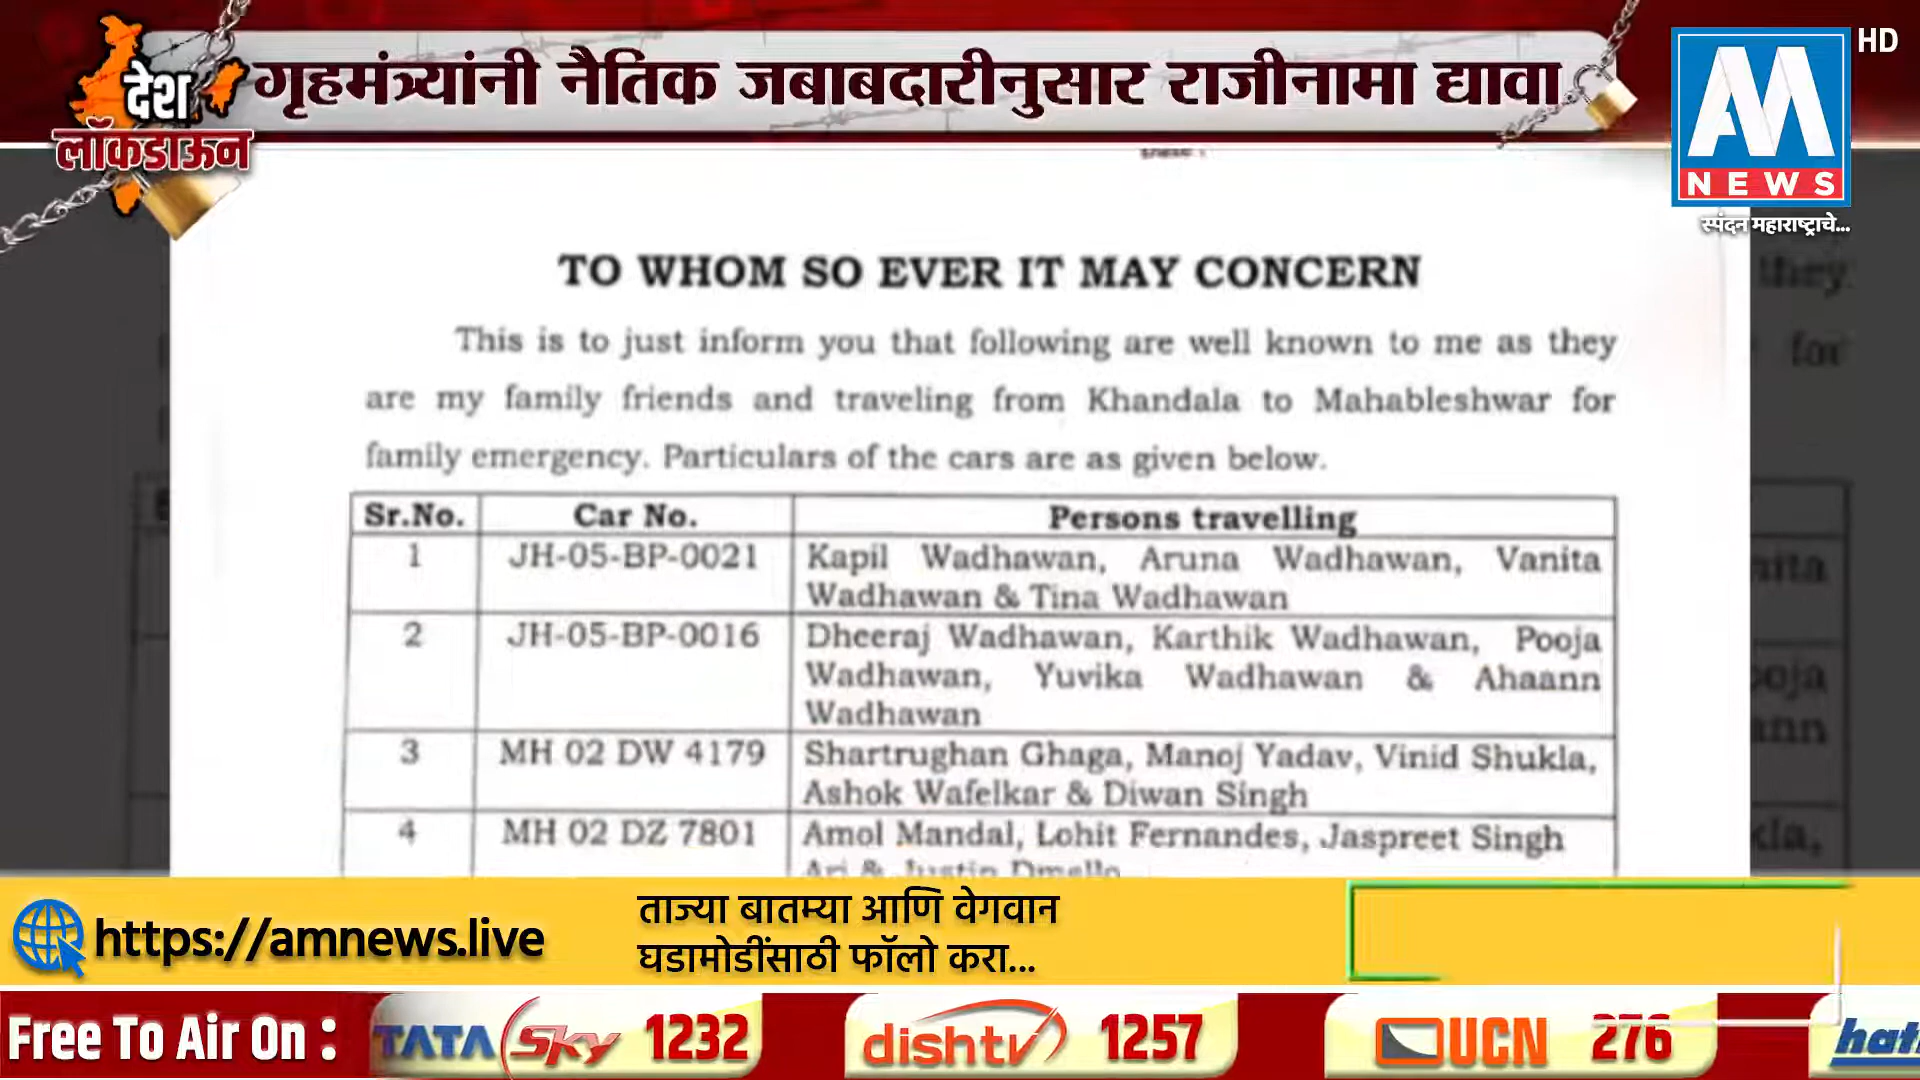 देश
लॉकडाऊन
गृहमंत्र्यांनी नैतिक जबाबदारीनुसार राजीनामा द्यावा
HD
AM
NEWS
स्पंदन महाराष्ट्राचे...
TO WHOM SO EVER IT MAY CONCERN
This is to just inform you that following are well known to me as they
are my family friends and traveling from Khandala to Mahableshwar for
family emergency. Particulars of the cars are as given below.
Sr.No. Car No. Persons travelling
1 JH-05-BP-0021 Kapil Wadhawan, Aruna Wadhawan, Vanita
Wadhawan & Tina Wadhawan
2 JH-05-BP-0016 Dheeraj Wadhawan, Karthik Wadhawan, Pooja
Wadhawan, Yuvika Wadhawan & Ahaann
Wadhawan
3 MH 02 DW 4179 Shartrughan Ghaga, Manoj Yadav, Vinid Shukla,
Ashok Wafelkar & Diwan Singh
4 MH 02 DZ 7801 Amol Mandal, Lohit Fernandes, Jaspreet Singh
https://amnews.live
ताज्या बातम्या आणि वेगवान
घडामोडींसाठी फॉलो करा...
Free To Air On : TATA Sky 1232 dishtv 1257 UCN 276